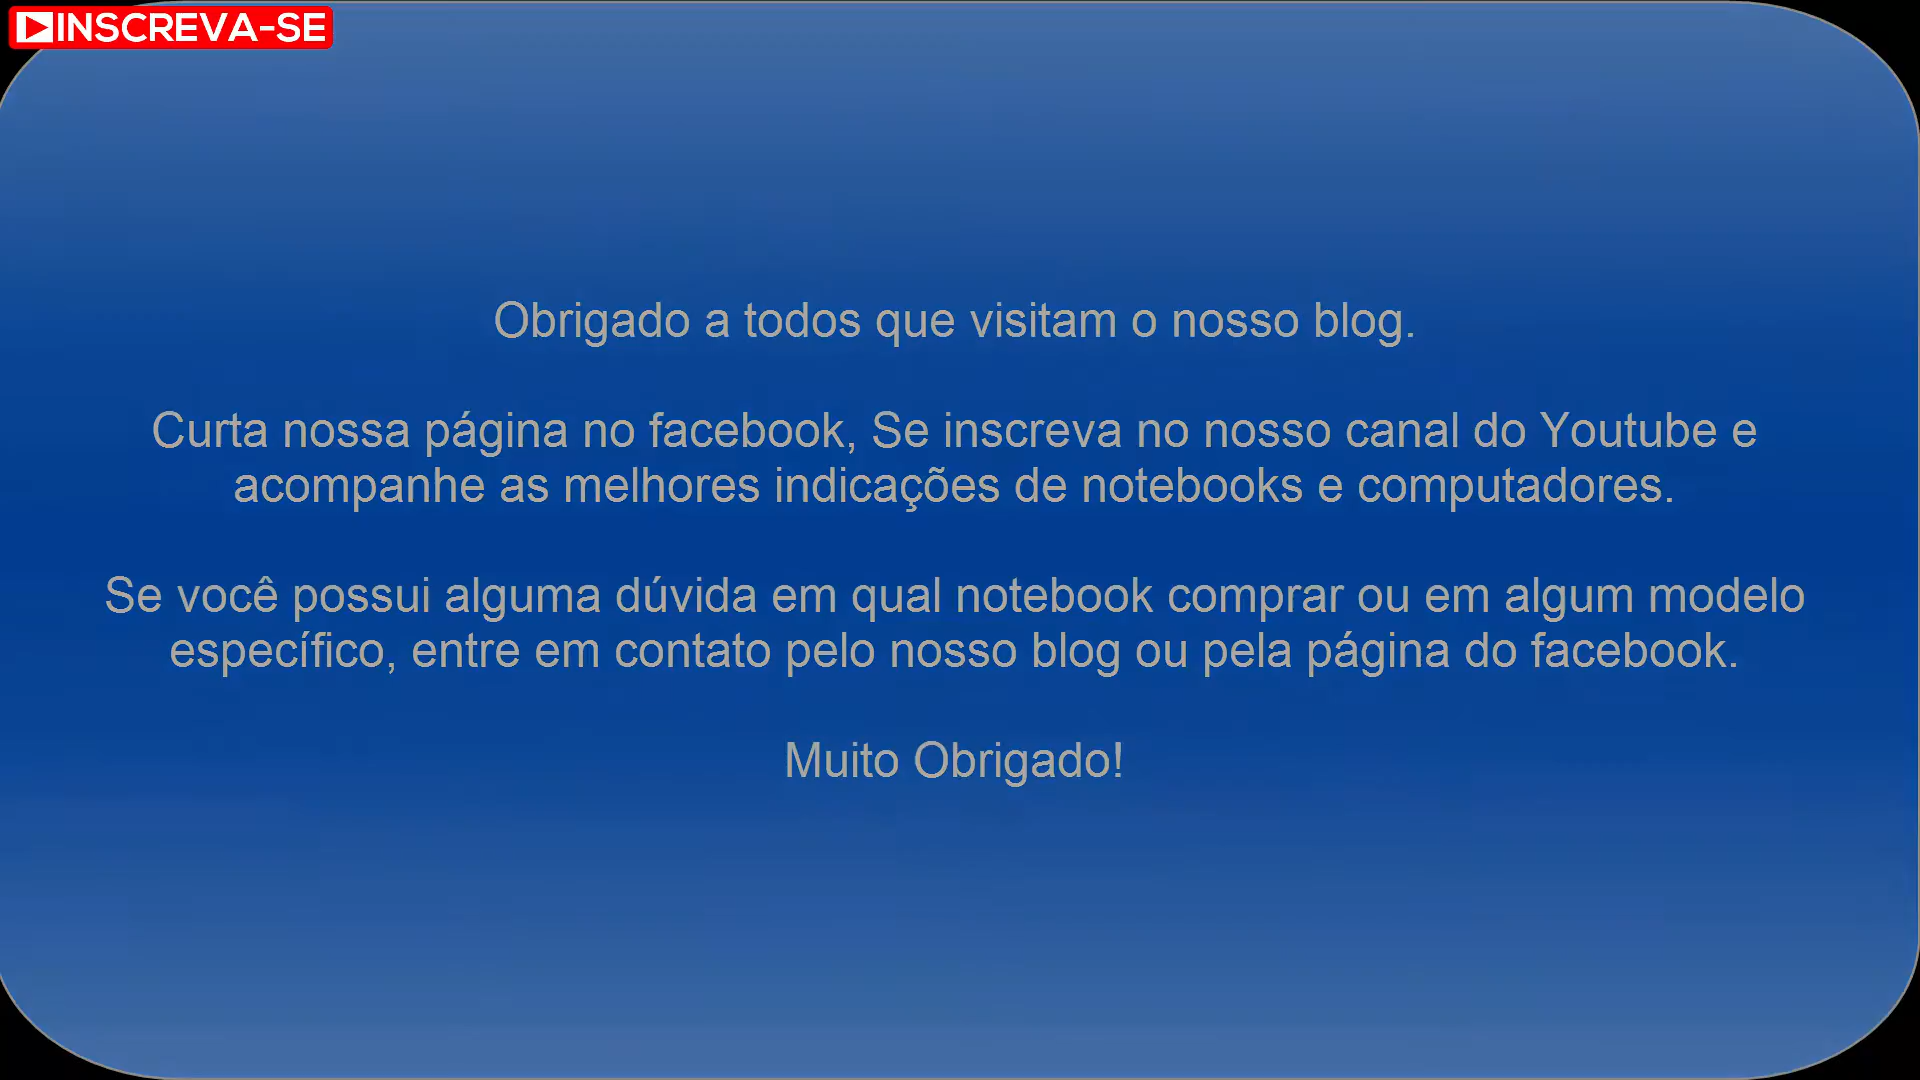 INSCREVA-SE
Obrigado a todos que visitam o nosso blog.
Curta nossa página no facebook, Se inscreva no nosso canal do Youtube e
acompanhe as melhores indicações de notebooks e computadores.
Se você possui alguma dúvida em qual notebook comprar ou em algum modelo
específico, entre em contato pelo nosso blog ou pela página do facebook.
Muito Obrigado!